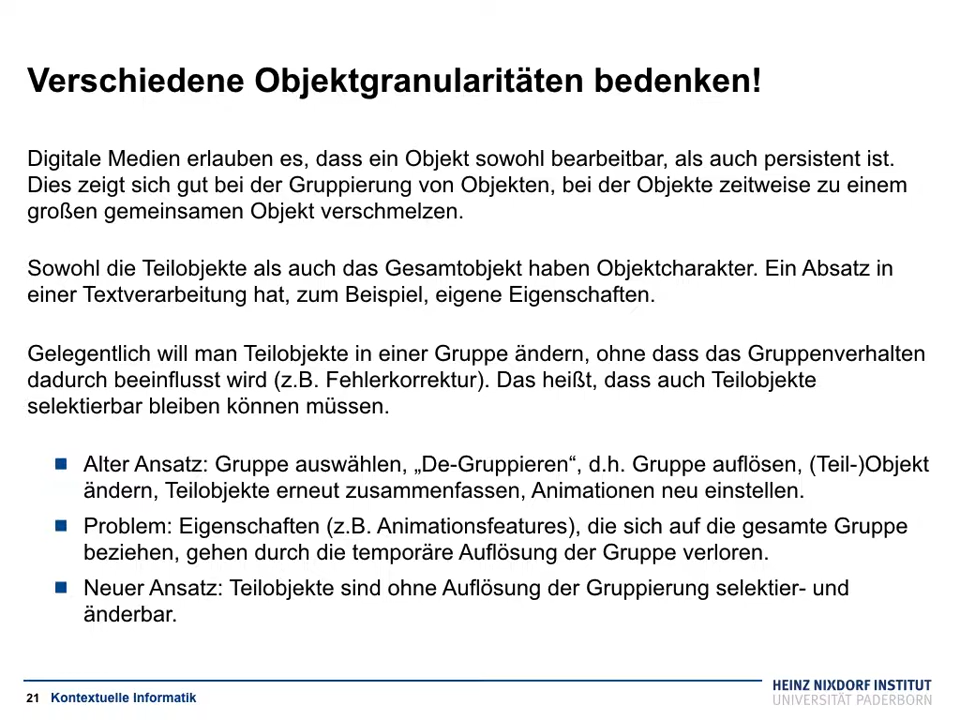 Verschiedene Objektgranularitäten bedenken!
Digitale Medien erlauben es, dass ein Objekt sowohl bearbeitbar, als auch persistent ist.
Dies zeigt sich gut bei der Gruppierung von Objekten, bei der Objekte zeitweise zu einem
großen gemeinsamen Objekt verschmelzen.
Sowohl die Teilobjekte als auch das Gesamtobjekt haben Objektcharakter. Ein Absatz in
einer Textverarbeitung hat, zum Beispiel, eigene Eigenschaften.
Gelegentlich will man Teilobjekte in einer Gruppe ändern, ohne dass das Gruppenverhalten
dadurch beeinflusst wird (z.B. Fehlerkorrektur). Das heißt, dass auch Teilobjekte
selektierbar bleiben können müssen.
Alter Ansatz: Gruppe auswählen, „De-Gruppieren“, d.h. Gruppe auflösen, (Teil-)Objekt
ändern, Teilobjekte erneut zusammenfassen, Animationen neu einstellen.
Problem: Eigenschaften (z.B. Animationsfeatures), die sich auf die gesamte Gruppe
beziehen, gehen durch die temporäre Auflösung der Gruppe verloren.
Neuer Ansatz: Teilobjekte sind ohne Auflösung der Gruppierung selektier- und
änderbar.
21 Kontextuelle Informatik
HEINZ NIXDORF INSTITUT
UNIVERSITÄT PADERBORN